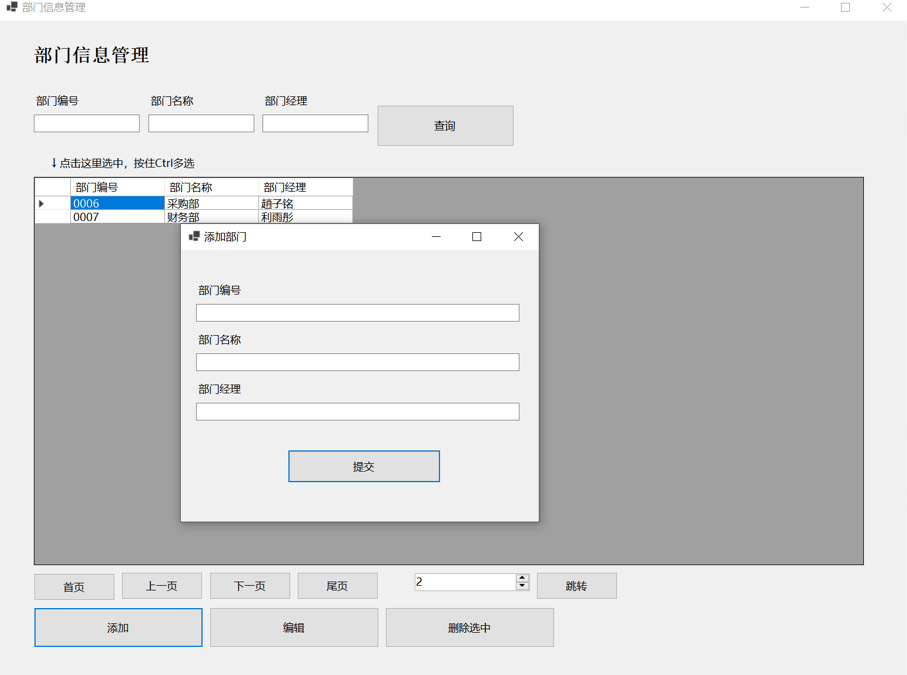 部门信息管理
部门信息管理
部门编号 部门名称 部门经理
查询
↓点击这里选中，按住Ctrl多选
部门编号 部门名称 部门经理
0006 采购部 趙子铭
0007 财务部 利雨彤
添加部门
部门编号
部门名称
部门经理
提交
首页 上一页 下一页 尾页 2 跳转
添加 编辑 删除选中